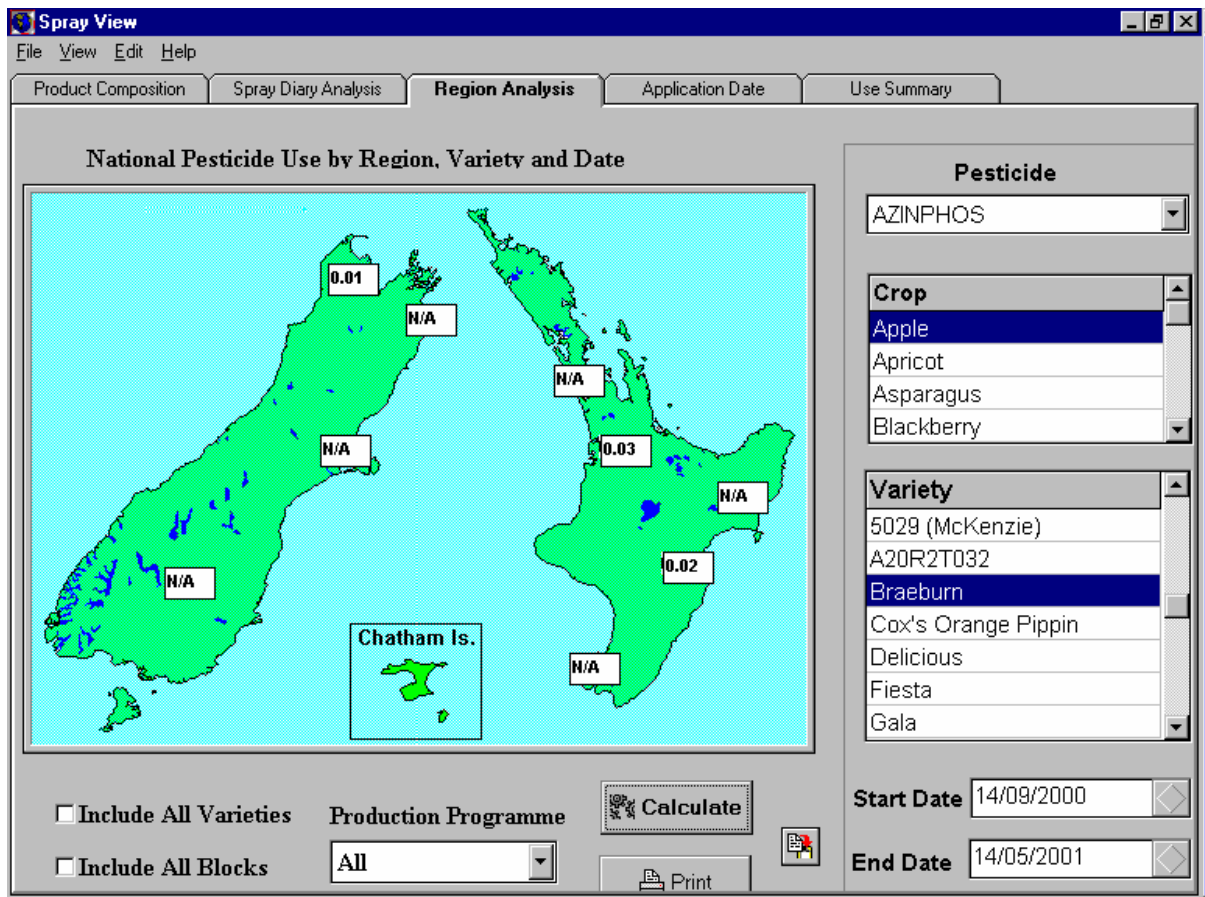 Spray View
File View Edit Help
Product Composition Spray Diary Analysis Region Analysis Application Date Use Summary
National Pesticide Use by Region, Variety and Date
0.01
N/A
N/A
N/A
0.03
N/A
0.02
N/A
N/A
Chatham Is.
Pesticide
AZINPHOS
Crop
Apple
Apricot
Asparagus
Blackberry
Variety
5029 (McKenzie)
A20R2T032
Braeburn
Cox's Orange Pippin
Delicious
Fiesta
Gala
Start Date 14/09/2000
End Date 14/05/2001
Include All Varieties
Include All Blocks
Production Programme
All
Calculate
Print